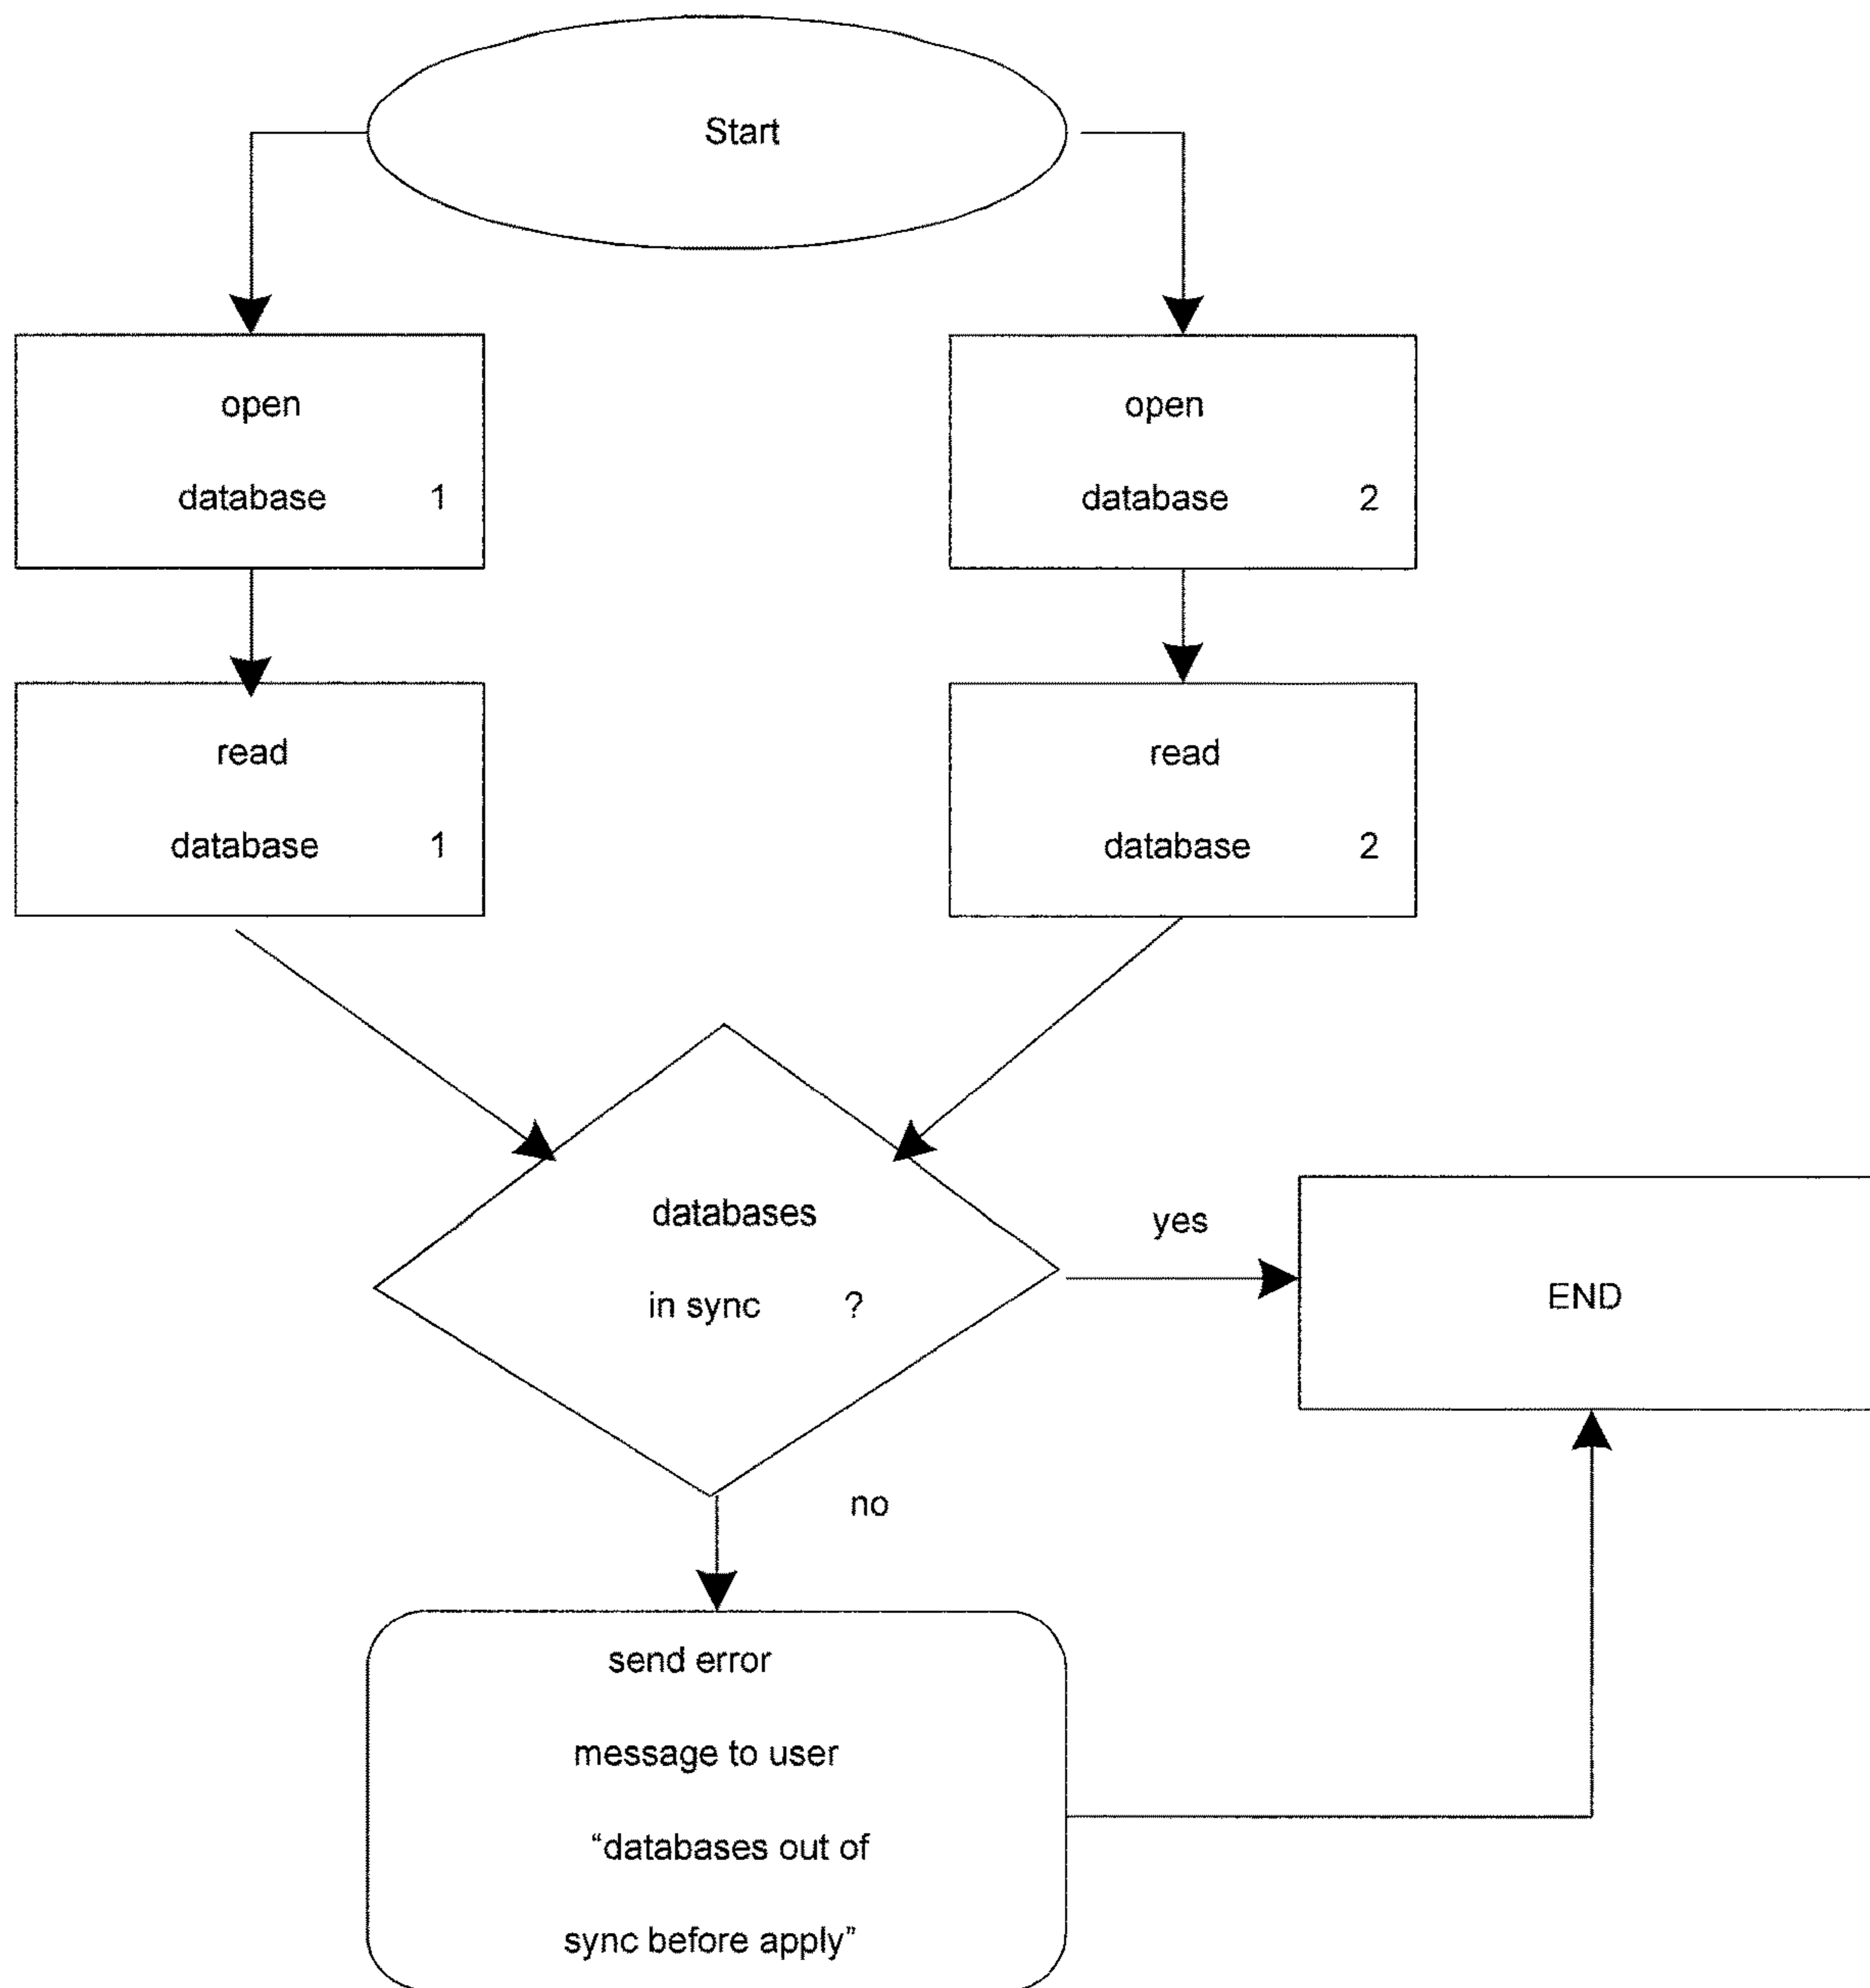 Start
open
database 1
open
database 2
read
database 1
read
database 2
databases
in sync ?
yes
END
no
send error
message to user
“databases out of
sync before apply”